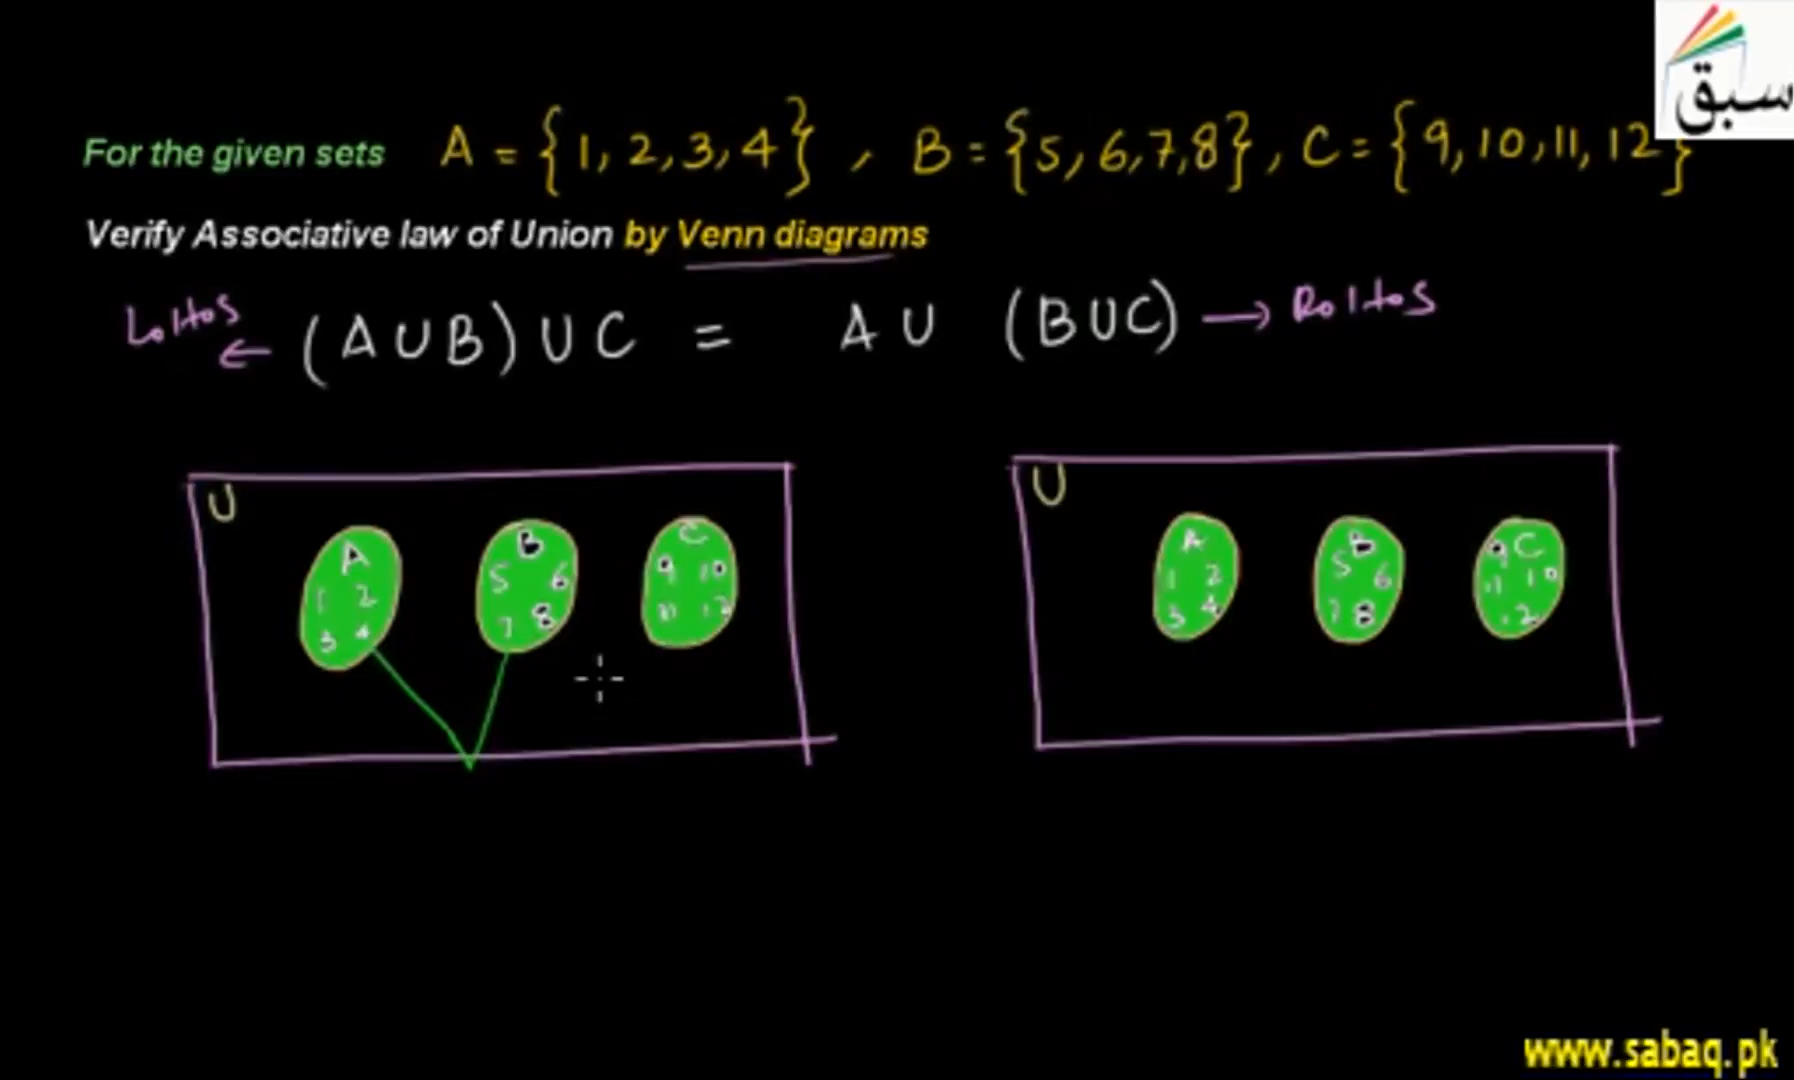 سبق
For the given sets A = {1, 2, 3, 4} , B = {5, 6, 7, 8} , C = {9, 10, 11, 12}
Verify Associative law of Union by Venn diagrams
L.H.S ← (A U B) U C = A U (B U C) → R.H.S
U
A
1 2
3 4
B
5 6
7 8
C
9 10
11 12
U
A
1 2
3 4
B
5 6
7 8
9 C
11 10
12
www.sabaq.pk